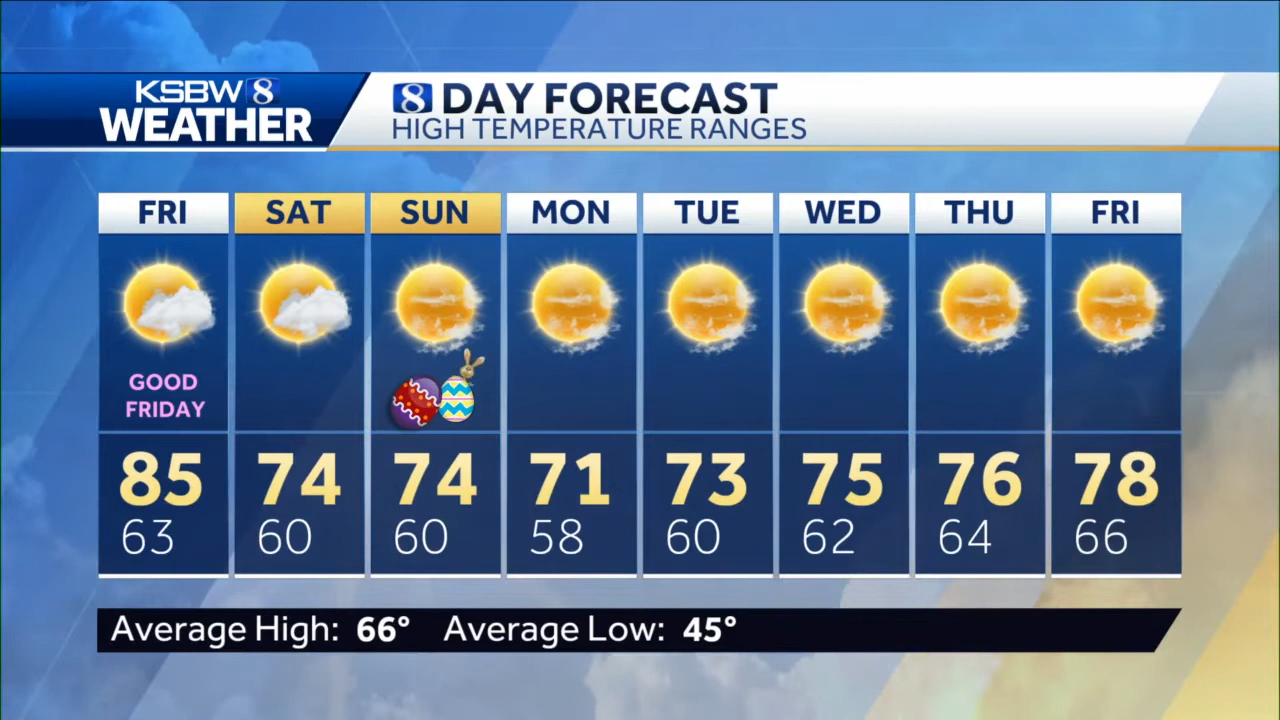 KSBW 8
WEATHER
8 DAY FORECAST
HIGH TEMPERATURE RANGES
FRI SAT SUN MON TUE WED THU FRI
GOOD
FRIDAY
85 74 74 71 73 75 76 78
63 60 60 58 60 62 64 66
Average High: 66° Average Low: 45°